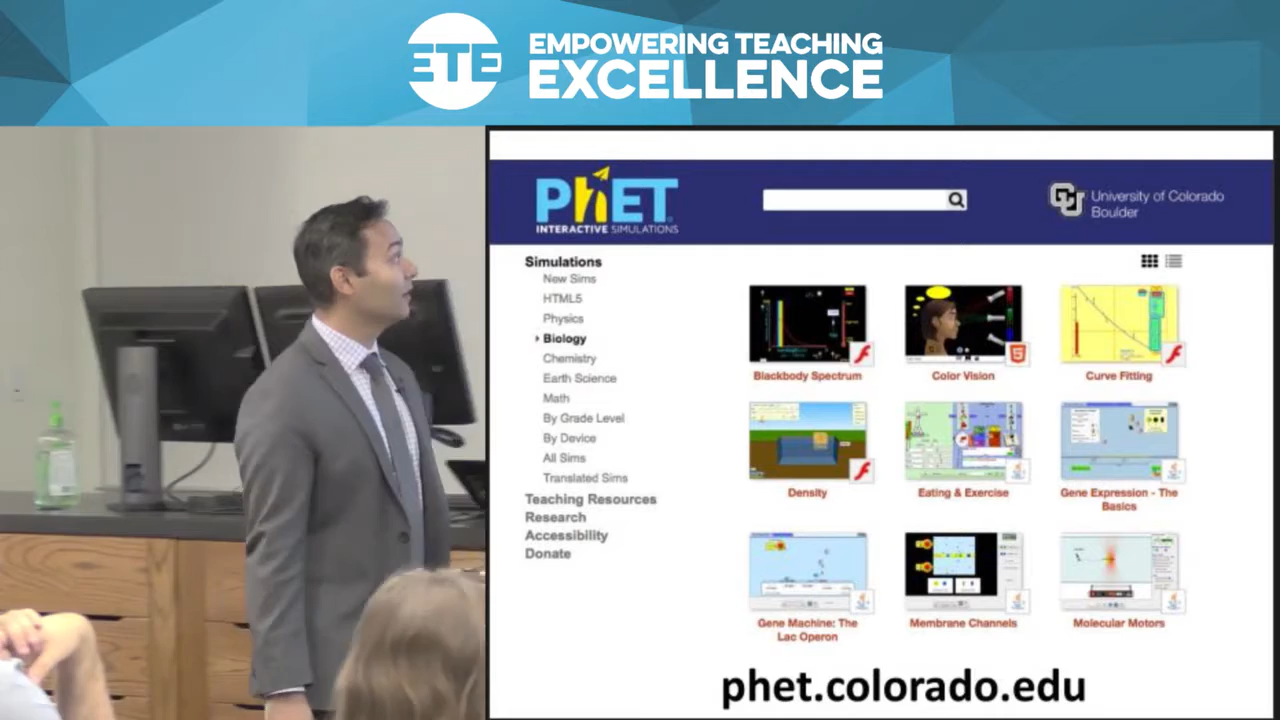 ETE
EMPOWERING TEACHING
EXCELLENCE
PhET
INTERACTIVE SIMULATIONS
CU
University of Colorado
Boulder
Simulations
New Sims
HTML5
Physics
Biology
Chemistry
Earth Science
Math
By Grade Level
By Device
All Sims
Translated Sims
Teaching Resources
Research
Accessibility
Donate
Blackbody Spectrum
Color Vision
Curve Fitting
Density
Eating & Exercise
Gene Expression - The
Basics
Gene Machine: The
Lac Operon
Membrane Channels
Molecular Motors
phet.colorado.edu